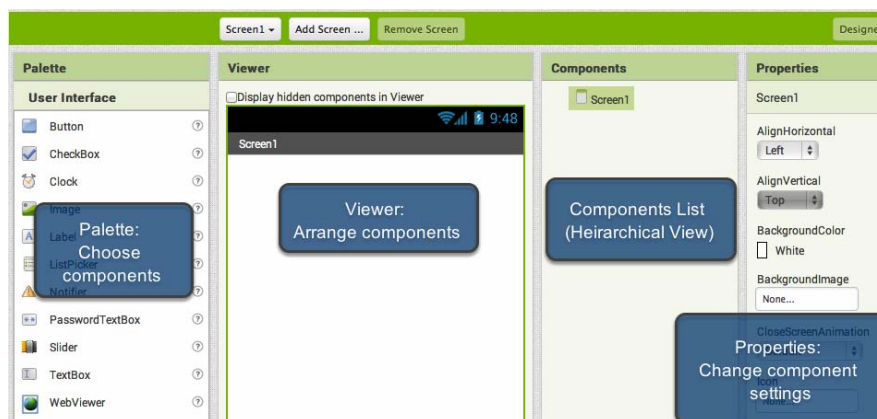 Screen1
Add Screen ...
Remove Screen
Palette
User Interface
Button
CheckBox
Clock
Image
Label
ListPicker
Notifier
PasswordTextBox
Slider
TextBox
WebViewer
Palette:
Choose
components
Viewer
Display hidden components in Viewer
9:48
Screen1
Viewer:
Arrange components
Components
Screen1
Components List
(Heirarchical View)
Properties
Screen1
AlignHorizontal
Left
AlignVertical
Top
BackgroundColor
White
BackgroundImage
None...
CloseScreenAnimation
Icon
None...
Properties:
Change component
settings